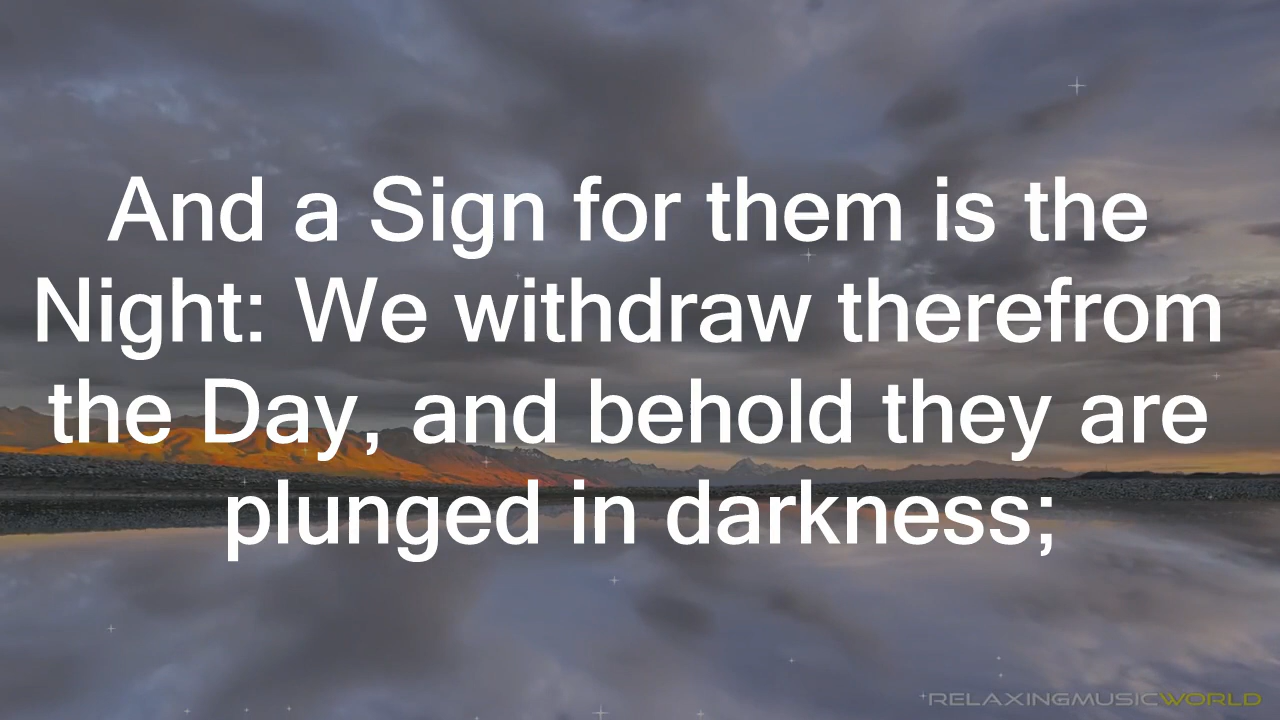 And a Sign for them is the
Night: We withdraw therefrom
the Day, and behold they are
plunged in darkness;
RELAXINGMUSICWORLD